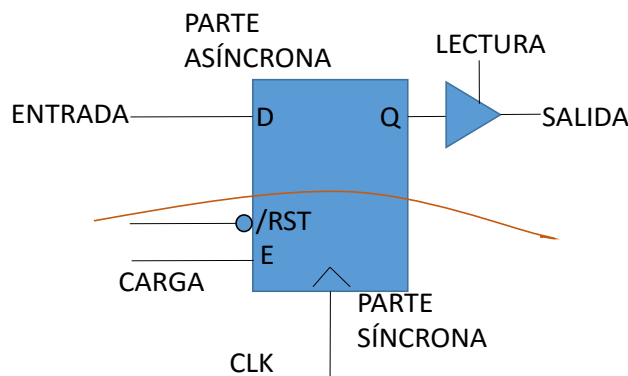 PARTE
ASÍNCRONA
LECTURA
ENTRADA
D
Q
SALIDA
/RST
E
CARGA
PARTE
SÍNCRONA
CLK